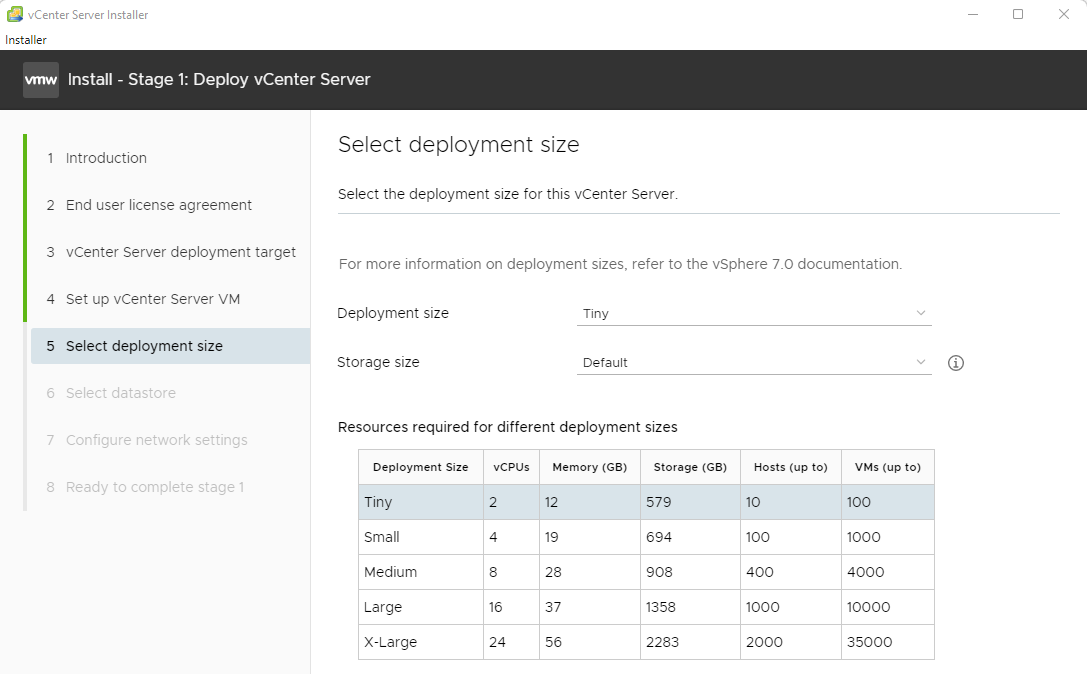 vCenter Server Installer
Installer
vmw Install - Stage 1: Deploy vCenter Server
1 Introduction
2 End user license agreement
3 vCenter Server deployment target
4 Set up vCenter Server VM
5 Select deployment size
6 Select datastore
7 Configure network settings
8 Ready to complete stage 1
Select deployment size
Select the deployment size for this vCenter Server.
For more information on deployment sizes, refer to the vSphere 7.0 documentation.
Deployment size Tiny
Storage size Default
Resources required for different deployment sizes
Deployment Size vCPUs Memory (GB) Storage (GB) Hosts (up to) VMs (up to)
Tiny 2 12 579 10 100
Small 4 19 694 100 1000
Medium 8 28 908 400 4000
Large 16 37 1358 1000 10000
X-Large 24 56 2283 2000 35000